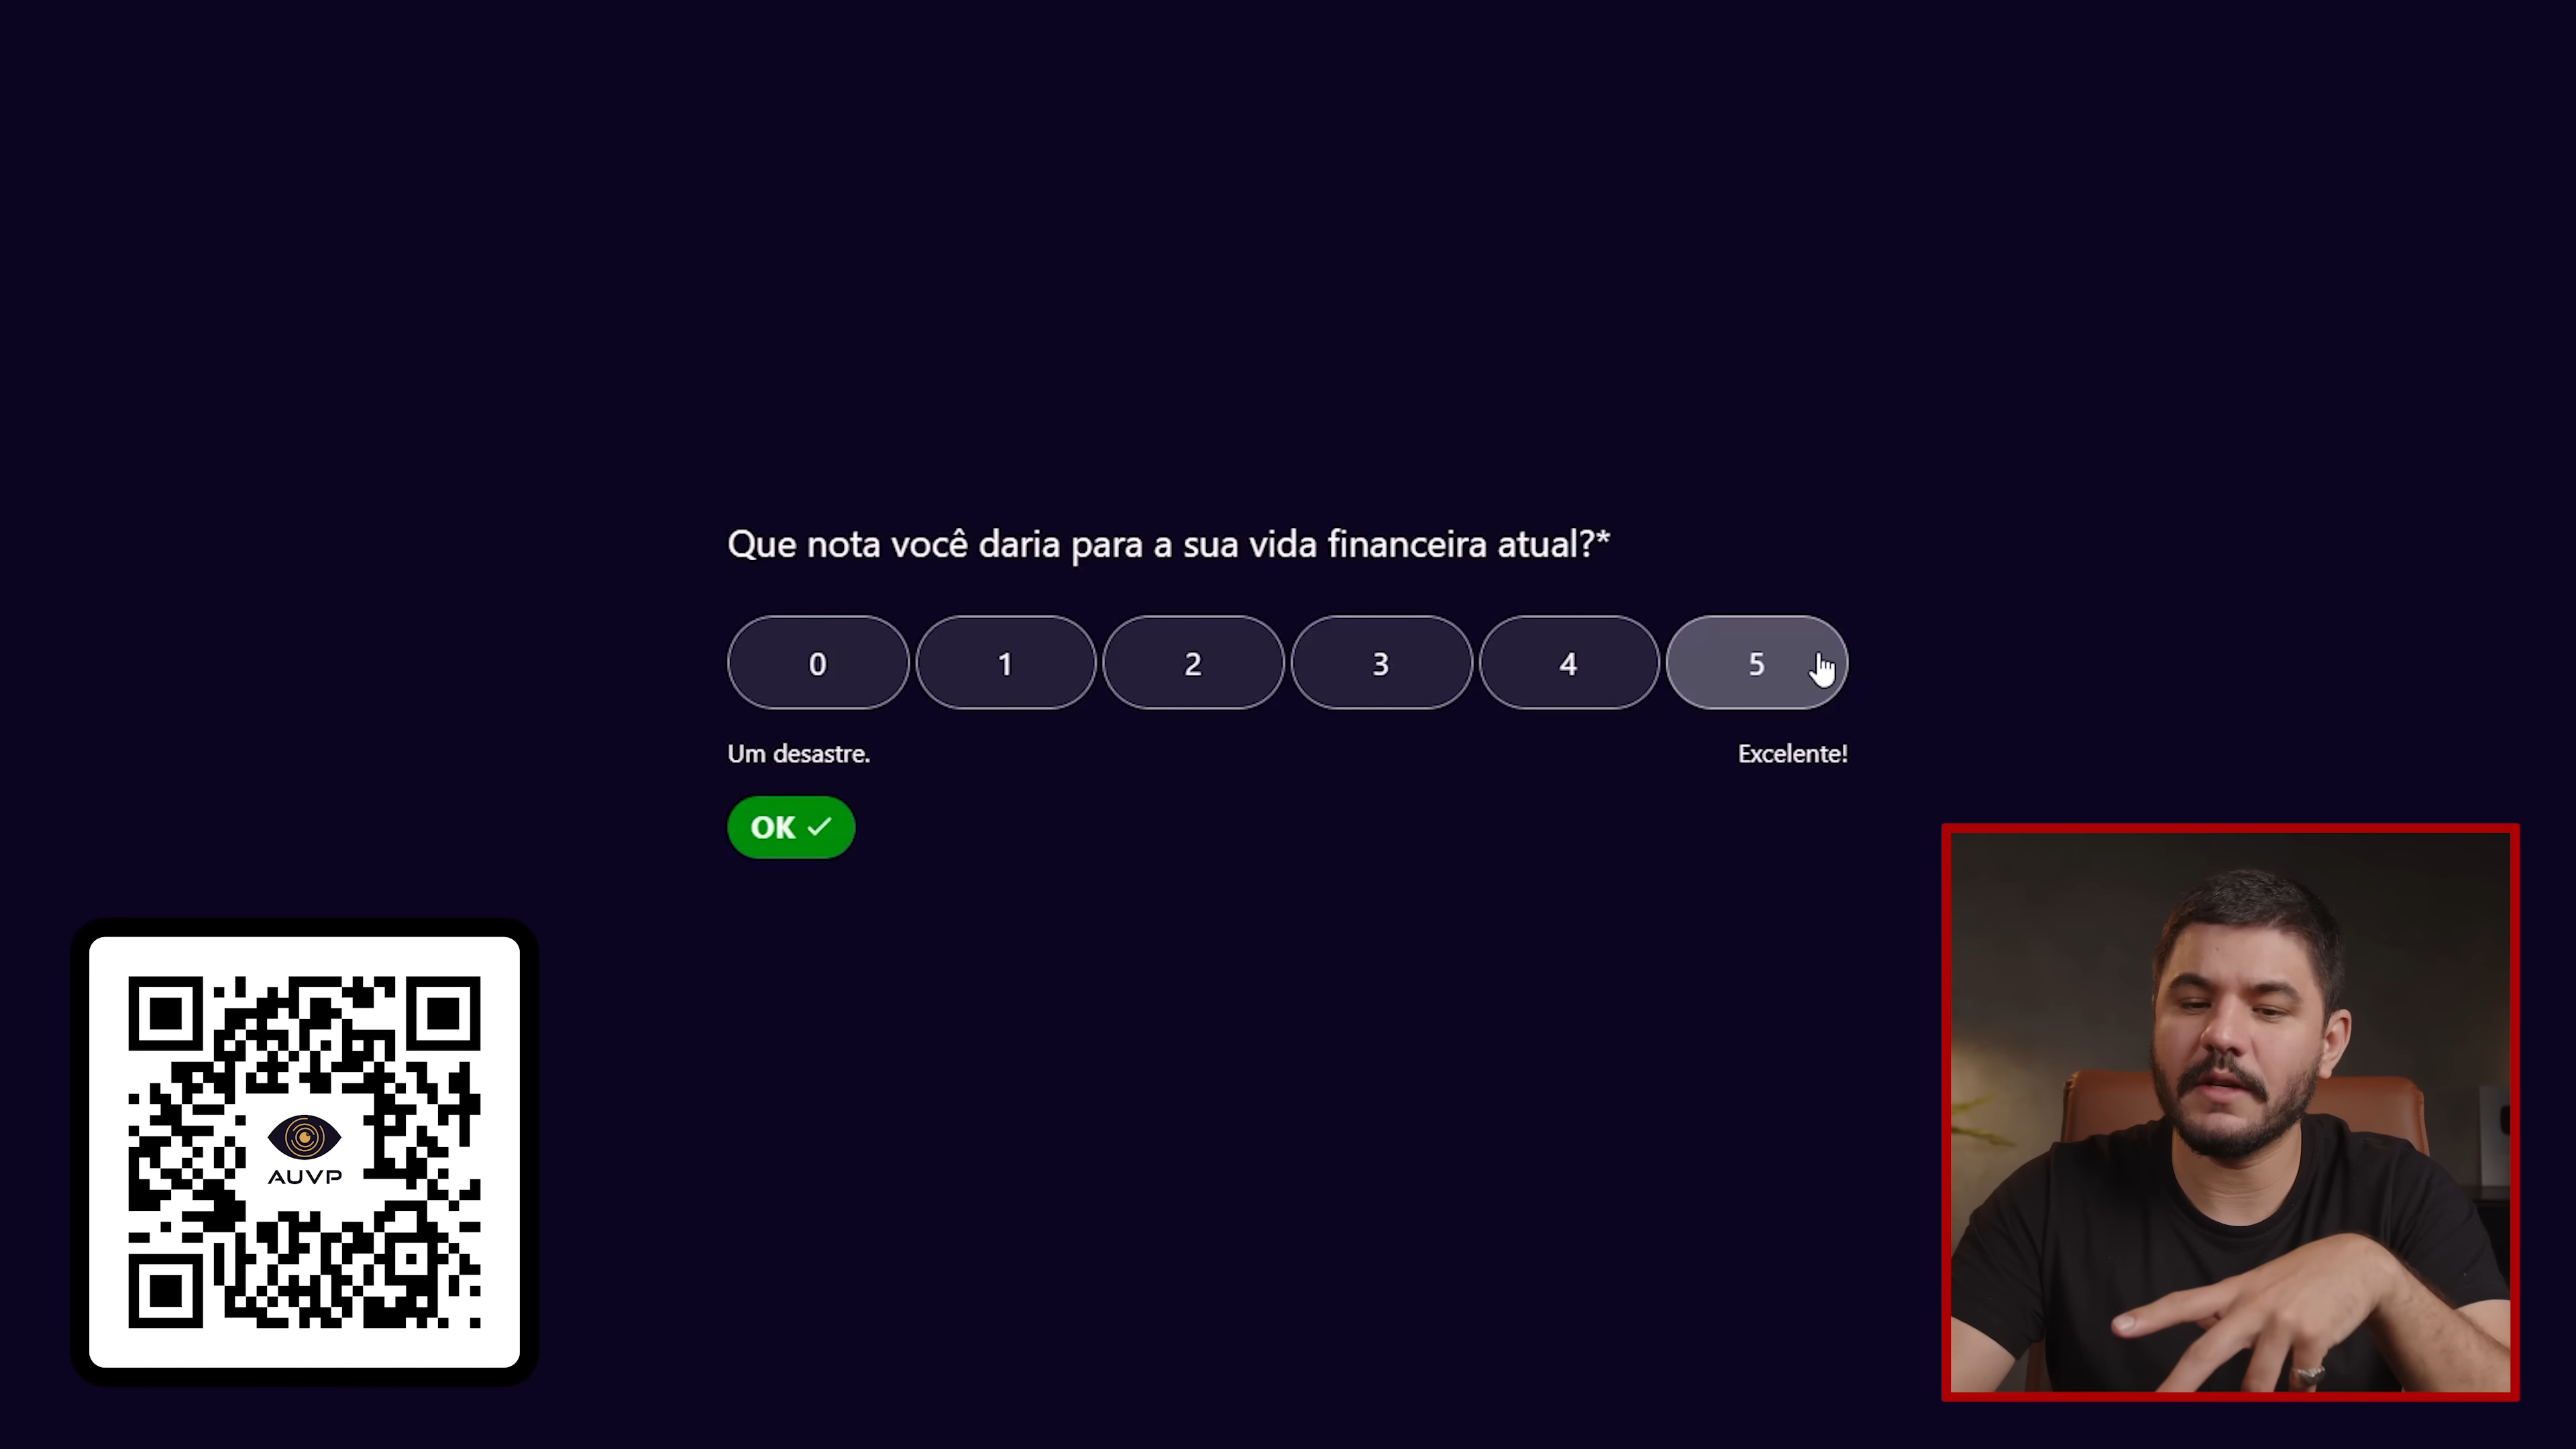 Que nota você daria para a sua vida financeira atual?*
0 1 2 3 4 5
Um desastre. Excelente!
OK
AUVP